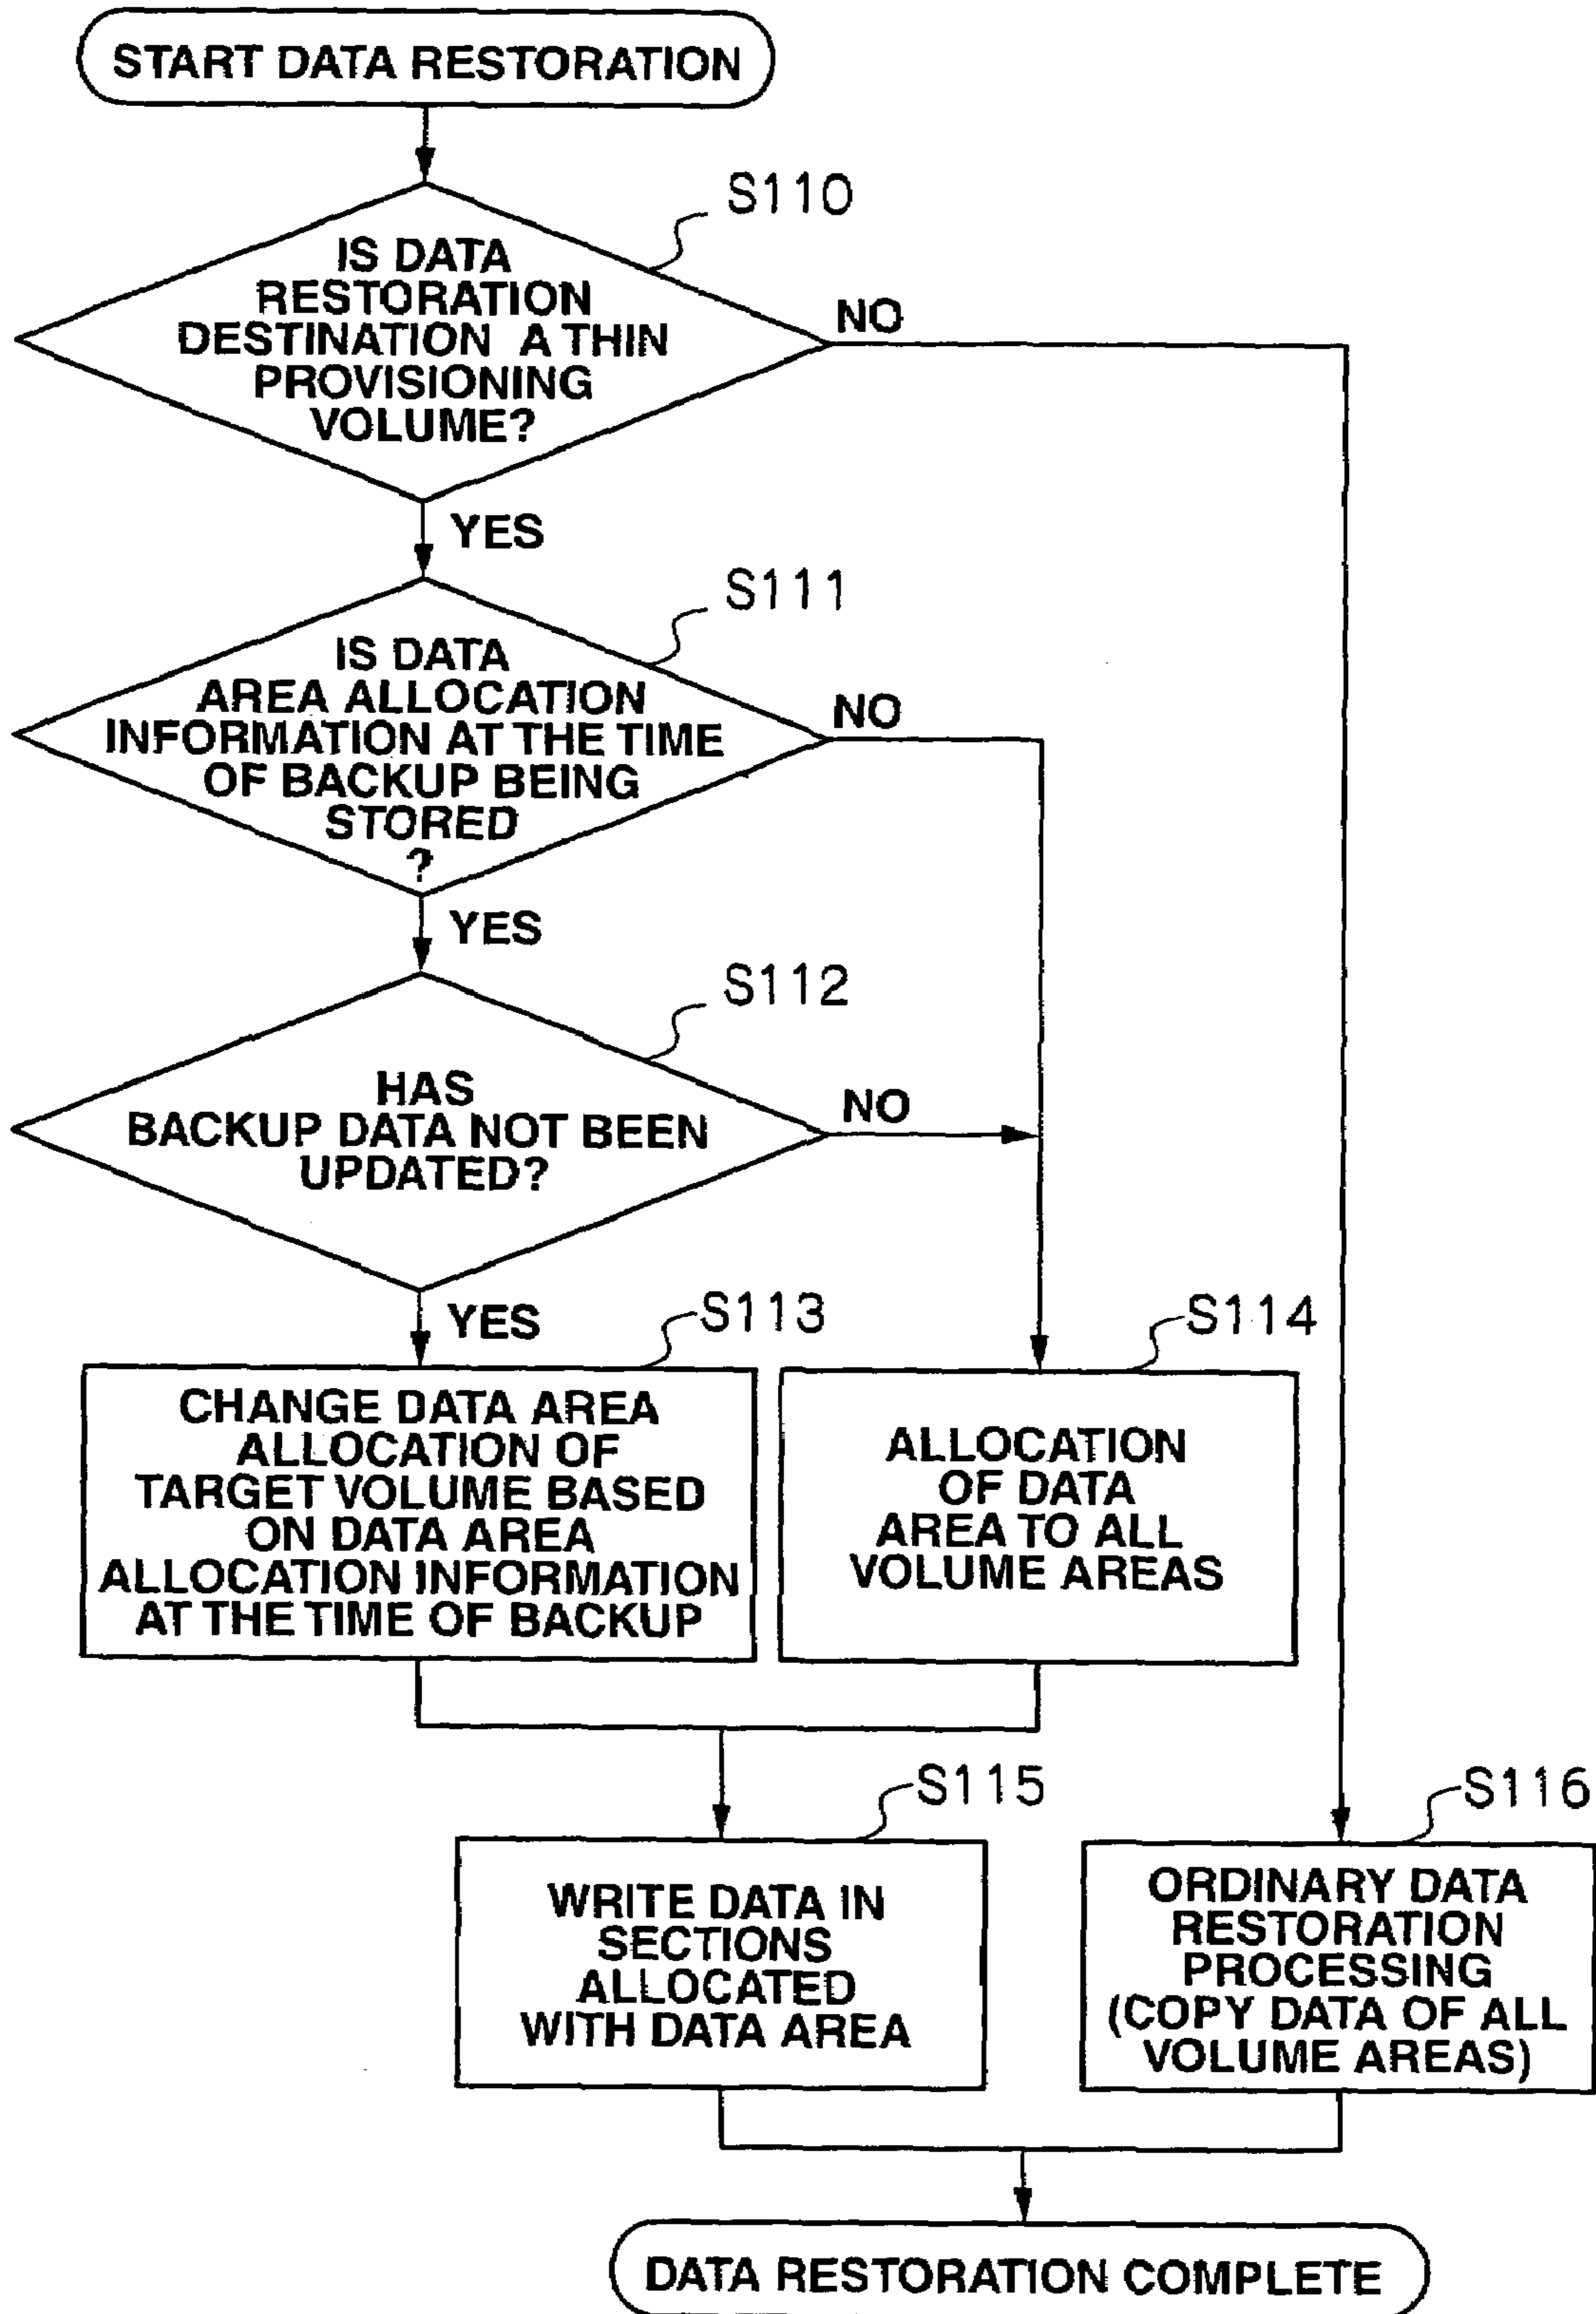 START DATA RESTORATION
S110
IS DATA
RESTORATION
DESTINATION A THIN
PROVISIONING
VOLUME?
NO
YES
S111
IS DATA
AREA ALLOCATION
INFORMATION AT THE TIME
OF BACKUP BEING
STORED
?
NO
YES
S112
HAS
BACKUP DATA NOT BEEN
UPDATED?
NO
YES
S113
CHANGE DATA AREA
ALLOCATION OF
TARGET VOLUME BASED
ON DATA AREA
ALLOCATION INFORMATION
AT THE TIME OF BACKUP
S114
ALLOCATION
OF DATA
AREA TO ALL
VOLUME AREAS
S115
WRITE DATA IN
SECTIONS
ALLOCATED
WITH DATA AREA
S116
ORDINARY DATA
RESTORATION
PROCESSING
(COPY DATA OF ALL
VOLUME AREAS)
DATA RESTORATION COMPLETE